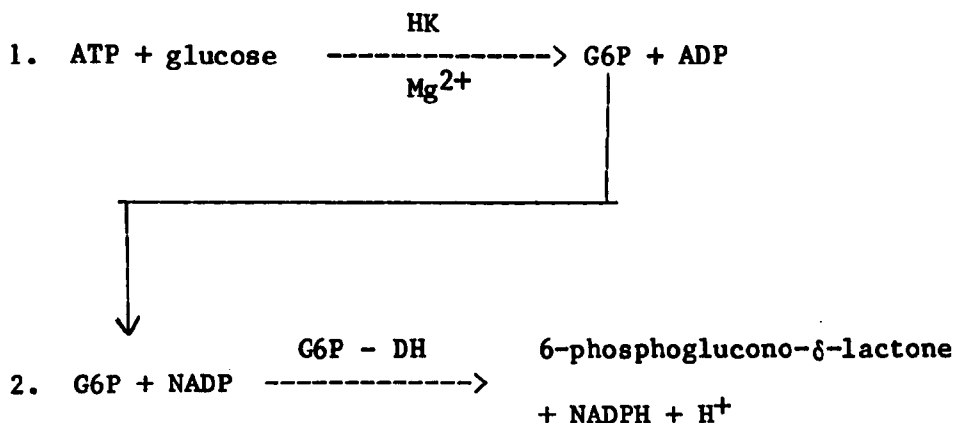 HK
1. ATP + glucose -------------> G6P + ADP
Mg2+
G6P - DH 6-phosphoglucono-δ-lactone
2. G6P + NADP ------------->
+ NADPH + H+